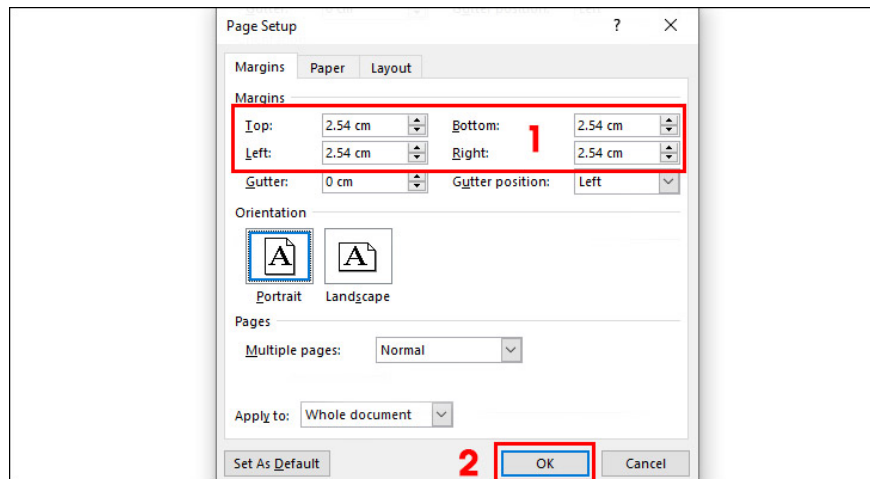 Page Setup ? ×
Margins Paper Layout
Margins
Top: 2.54 cm Bottom: 2.54 cm
1
Left: 2.54 cm Right: 2.54 cm
Gutter: 0 cm Gutter position: Left
Orientation
A A
Portrait Landscape
Pages
Multiple pages: Normal
Apply to: Whole document
Set As Default 2 OK Cancel